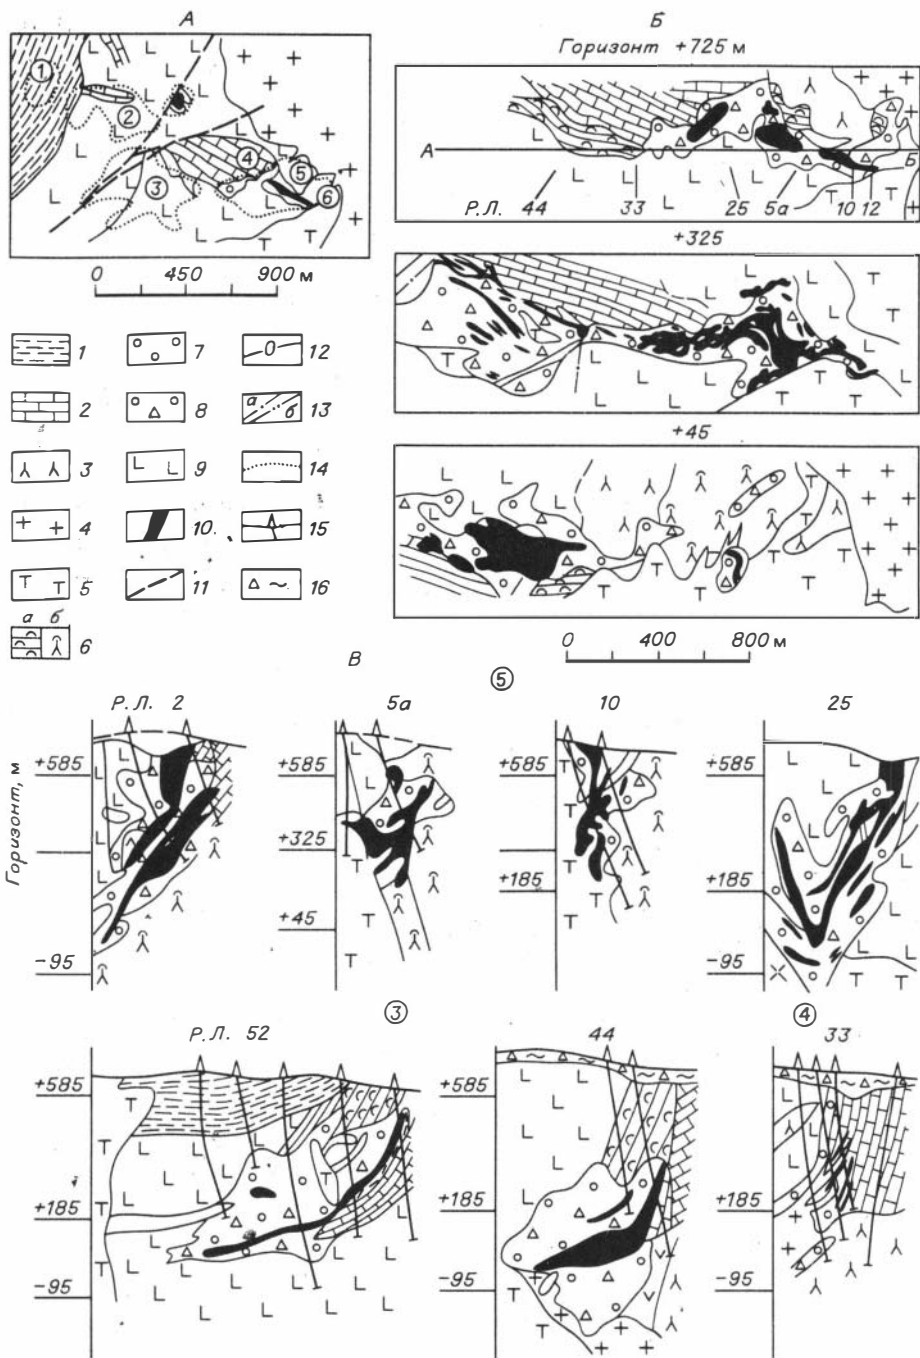 А
Б
Горизонт +725 м
1
2
3
4
5
6
А
Б
Р.Л. 44 33 25 5а 10 12
0 450 900 м
+325
1 7 12
2 8 а б 13
3 9 14
4 10 15
5 11 16
а б
6
+45
0 400 800 м
В
5
Р.Л. 2 5а 10 25
Горизонт, м
+585 +585 +585 +585
+325
+185 +185
+45
-95 -95
3 4
Р.Л. 52 44 33
+585 +585 +585
+185 +185 +185
-95 -95 -95